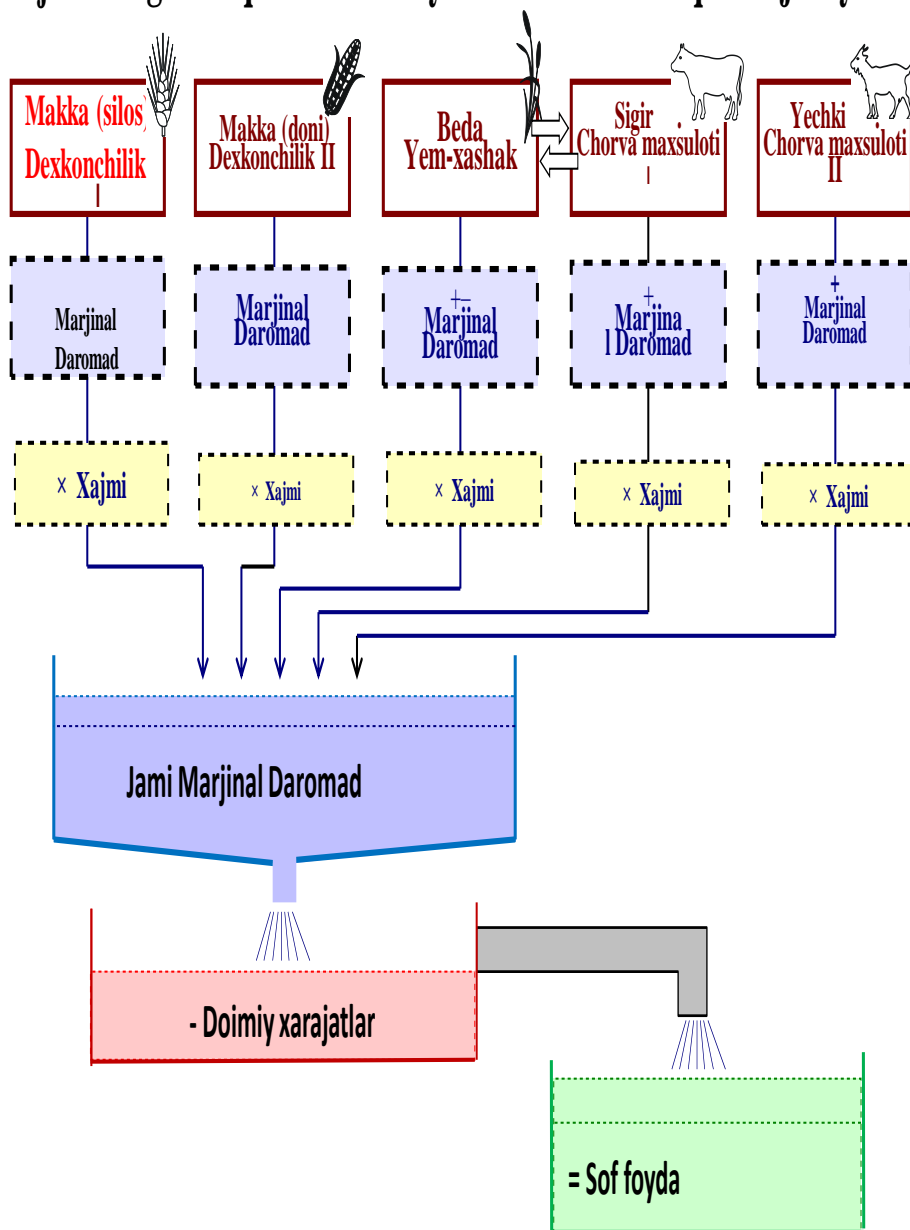 Makka (silos)
Dexkonchilik
I
Makka (doni)
Dexkonchilik II
Beda
Yem-xashak
Sigir
Chorva maxsuloti
I
Yechki
Chorva maxsuloti
II
Marjinal
Daromad
Marjinal
Daromad
+–
Marjinal
Daromad
+
Marjina
l Daromad
+
Marjinal
Daromad
× Xajmi
× Xajmi
× Xajmi
× Xajmi
× Xajmi
Jami Marjinal Daromad
- Doimiy xarajatlar
= Sof foyda